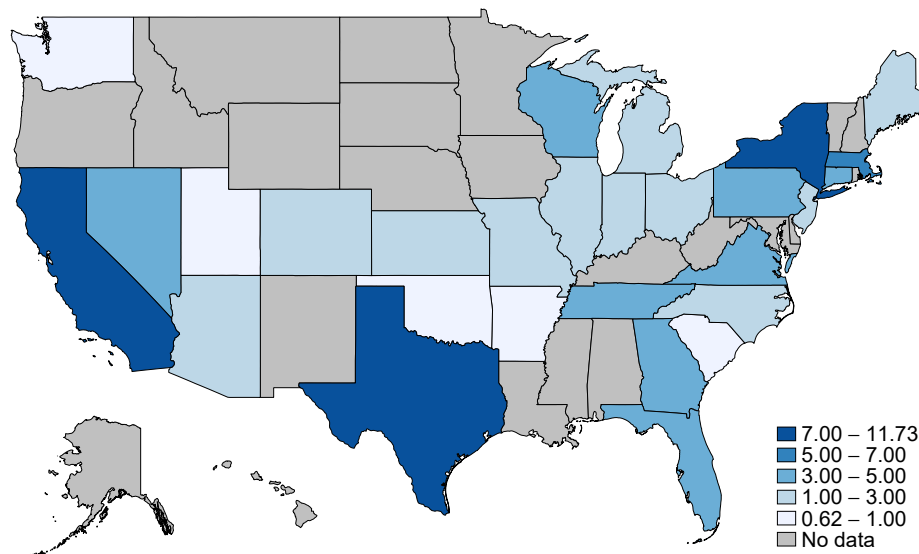 7.00 – 11.73
5.00 – 7.00
3.00 – 5.00
1.00 – 3.00
0.62 – 1.00
No data